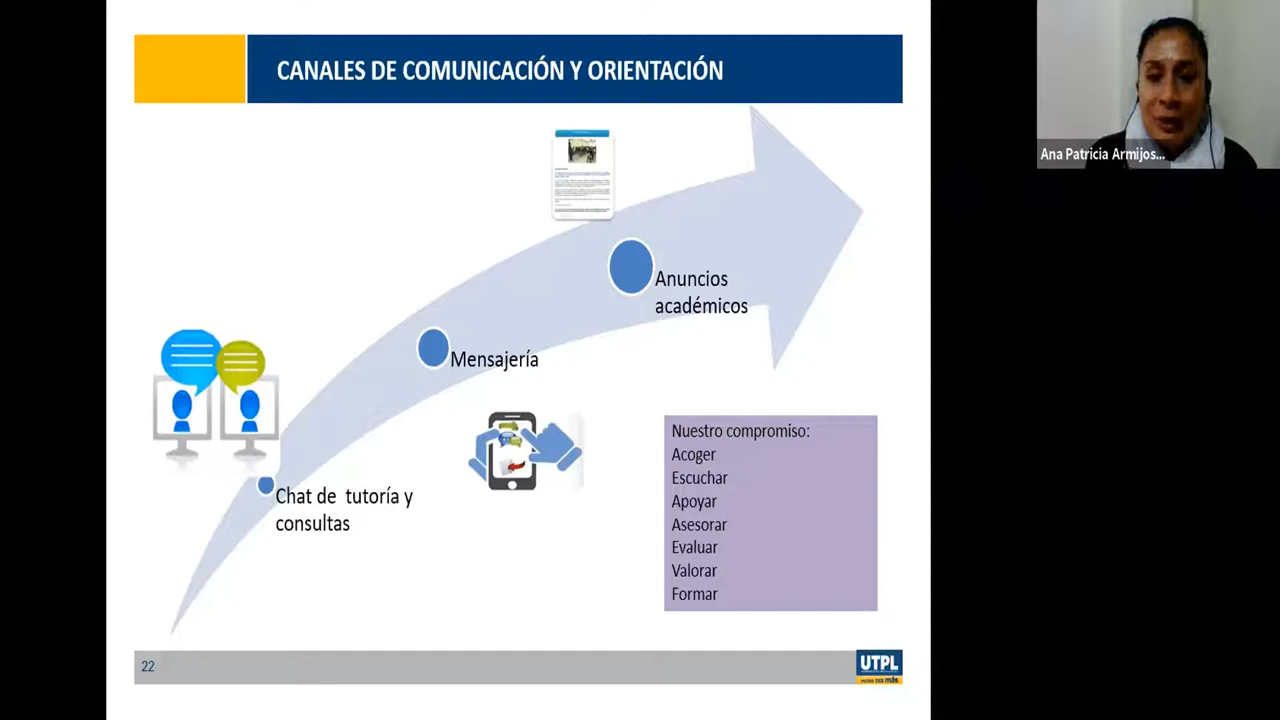 CANALES DE COMUNICACIÓN Y ORIENTACIÓN
Ana Patricia Armijos...
Anuncios
académicos
Mensajería
Chat de tutoría y
consultas
Nuestro compromiso:
Acoger
Escuchar
Apoyar
Asesorar
Evaluar
Valorar
Formar
22
UTPL